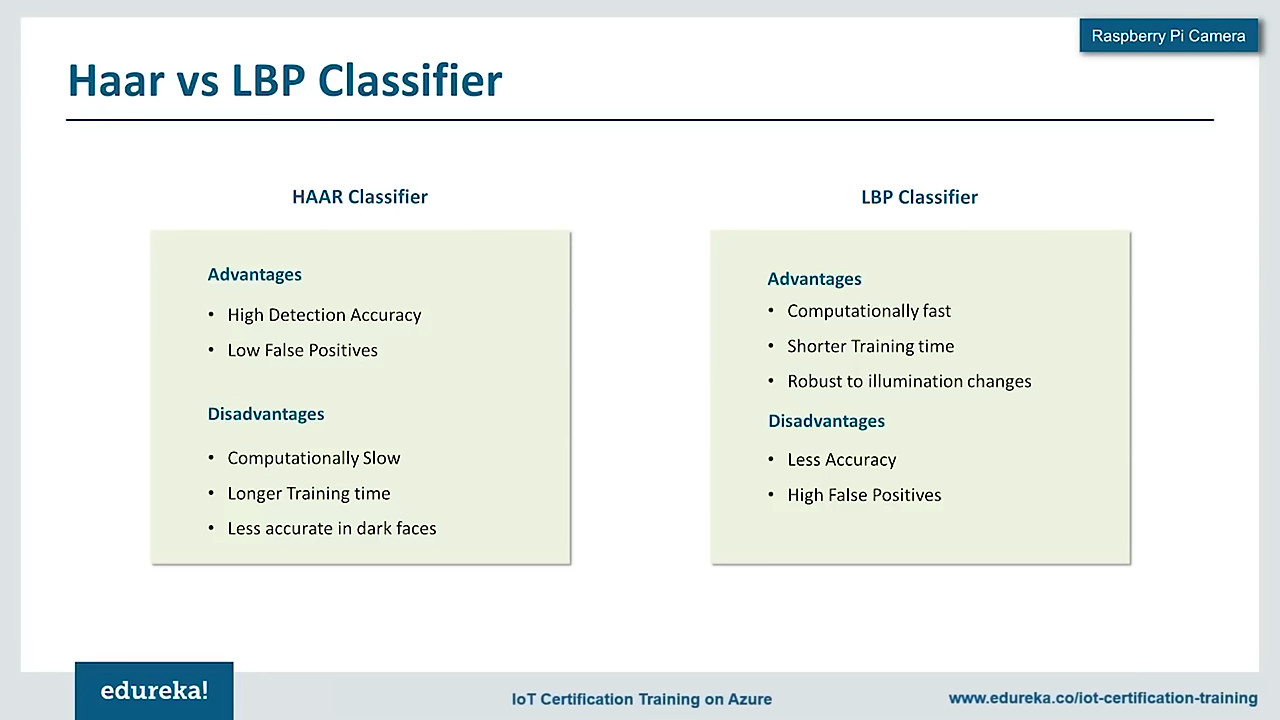 Raspberry Pi Camera
Haar vs LBP Classifier
HAAR Classifier
Advantages
• High Detection Accuracy
• Low False Positives
Disadvantages
• Computationally Slow
• Longer Training time
• Less accurate in dark faces
LBP Classifier
Advantages
• Computationally fast
• Shorter Training time
• Robust to illumination changes
Disadvantages
• Less Accuracy
• High False Positives
edureka!
IoT Certification Training on Azure
www.edureka.co/iot-certification-training